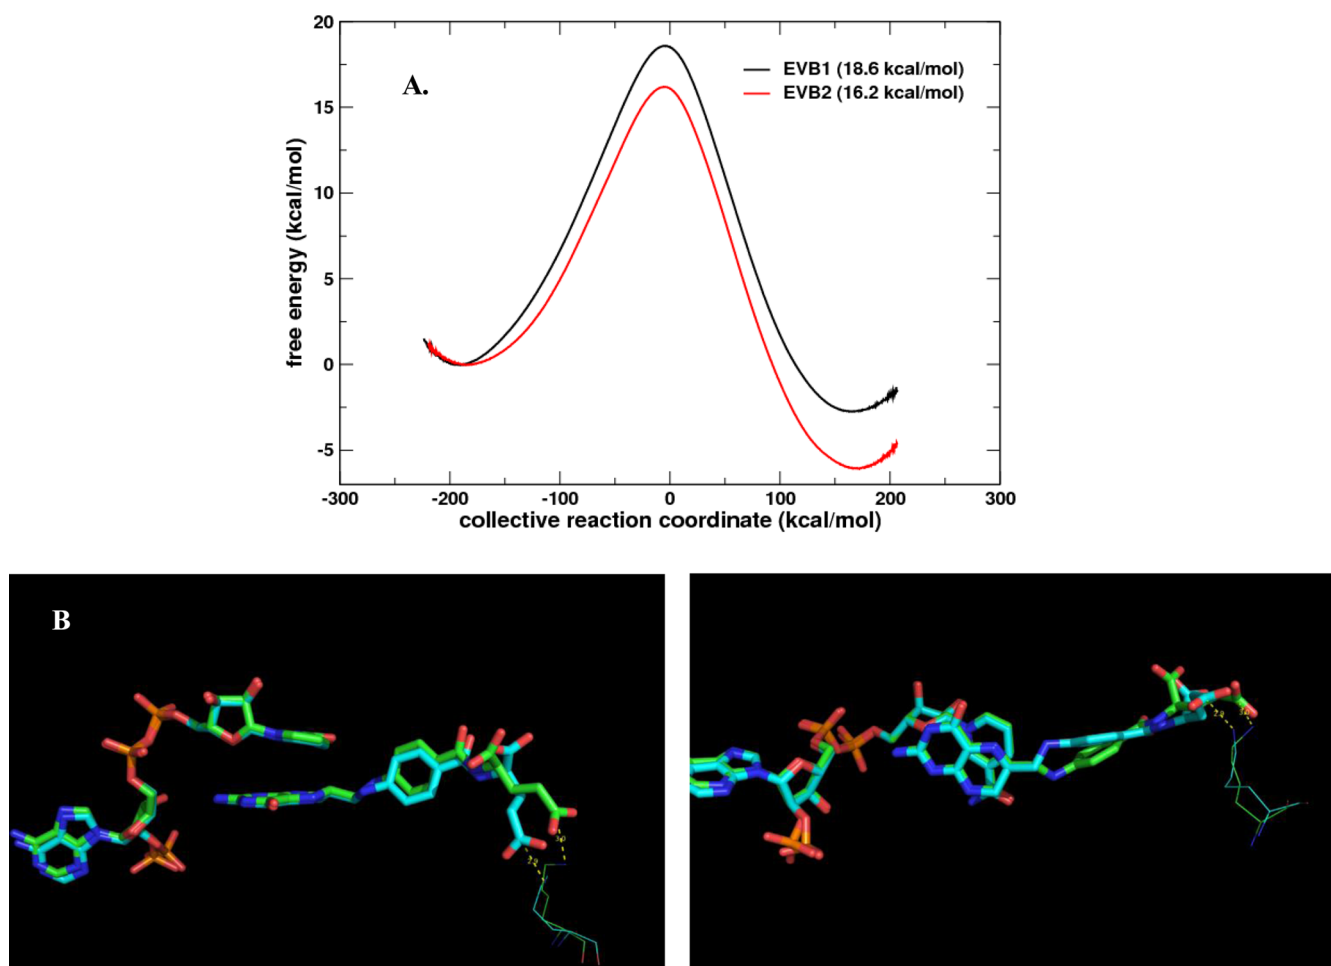 20
A.
EVB1 (18.6 kcal/mol)
EVB2 (16.2 kcal/mol)
15
10
5
0
-5
free energy (kcal/mol)
-300 -200 -100 0 100 200 300
collective reaction coordinate (kcal/mol)
B